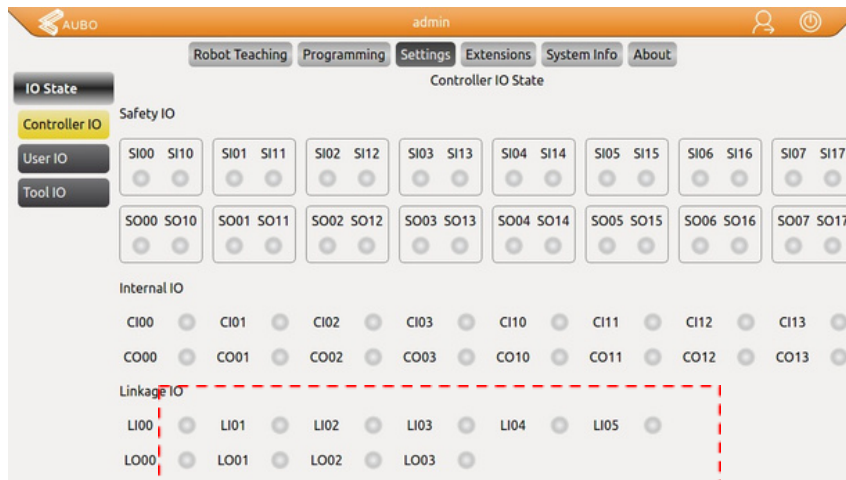 AUBO admin
Robot Teaching Programming Settings Extensions System Info About
IO State Controller IO State
Controller IO Safety IO
User IO SI00 SI10 SI01 SI11 SI02 SI12 SI03 SI13 SI04 SI14 SI05 SI15 SI06 SI16 SI07 SI17
Tool IO
SO00 SO10 SO01 SO11 SO02 SO12 SO03 SO13 SO04 SO14 SO05 SO15 SO06 SO16 SO07 SO17
Internal IO
CI00 CI01 CI02 CI03 CI10 CI11 CI12 CI13
CO00 CO01 CO02 CO03 CO10 CO11 CO12 CO13
Linkage IO
LI00 LI01 LI02 LI03 LI04 LI05
LO00 LO01 LO02 LO03